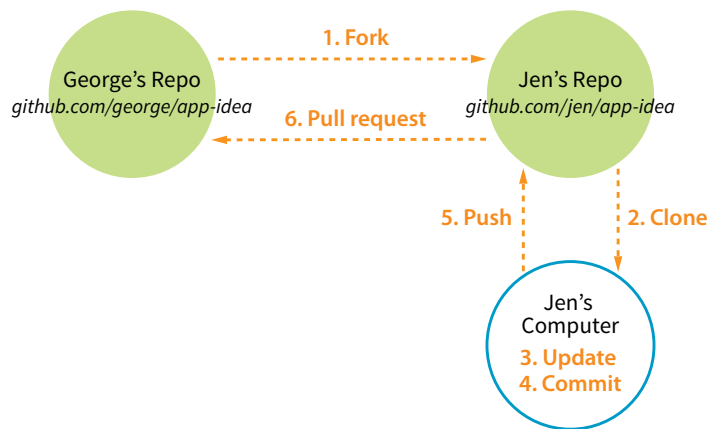 1. Fork
George’s Repo
github.com/george/app-idea
Jen’s Repo
github.com/jen/app-idea
6. Pull request
5. Push
2. Clone
Jen’s
Computer
3. Update
4. Commit